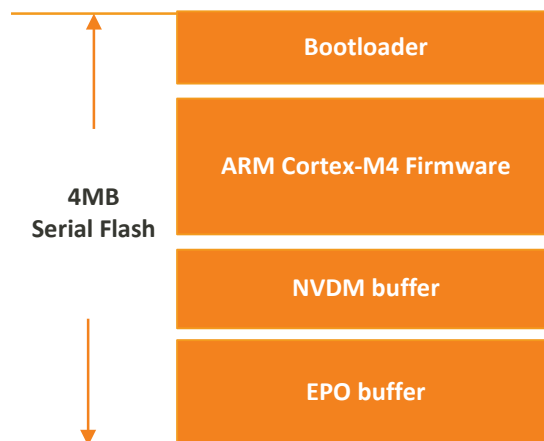 Bootloader
ARM Cortex-M4 Firmware
4MB
Serial Flash
NVDM buffer
EPO buffer